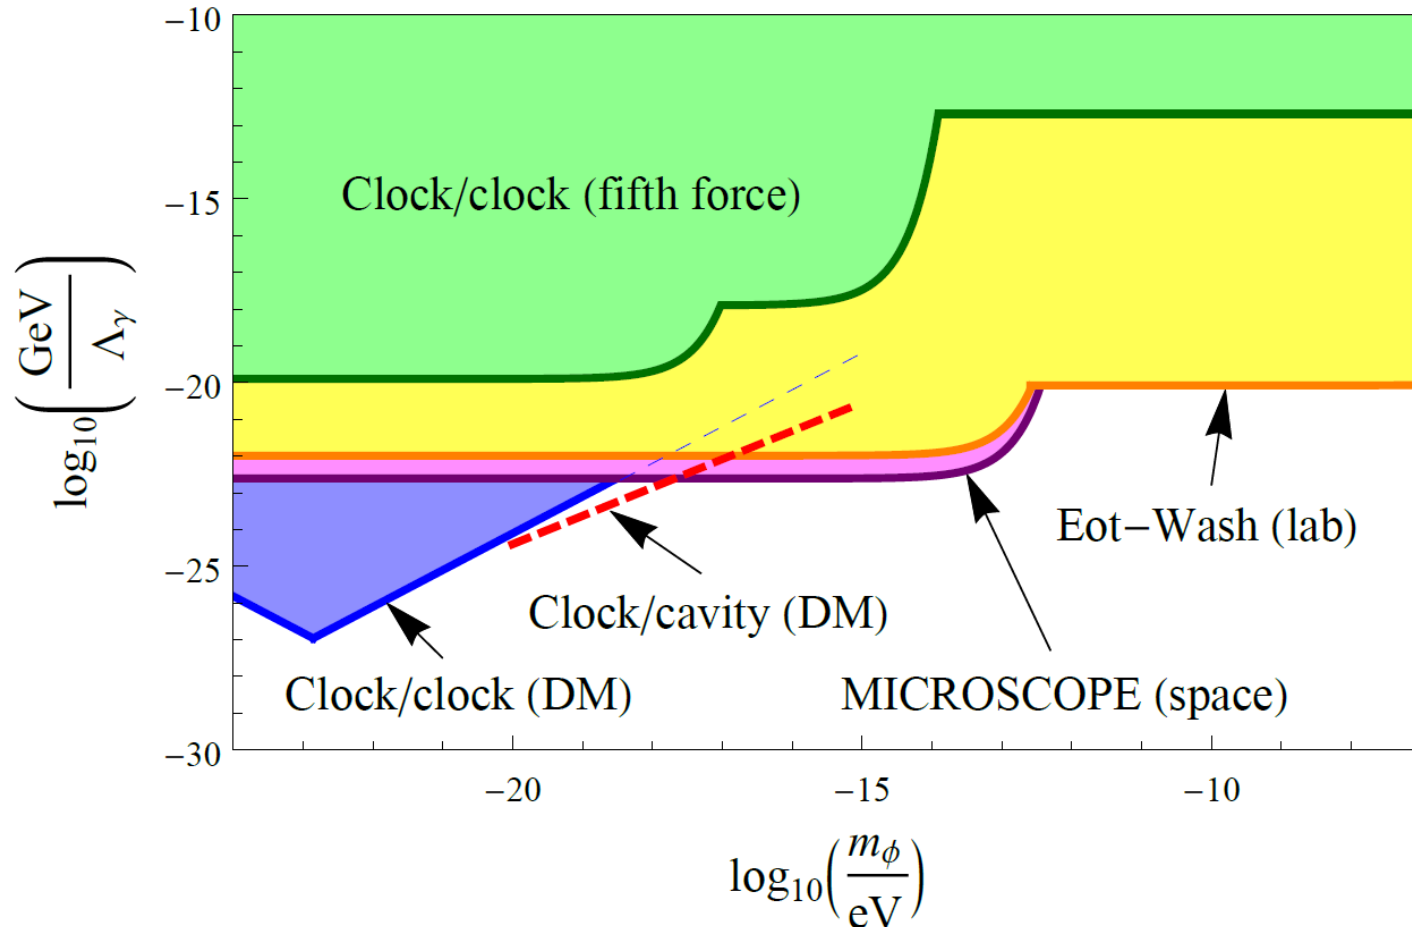 −10
−15
−20
−25
−30
log10(GeV/Λγ)
Clock/clock (fifth force)
Eot−Wash (lab)
Clock/cavity (DM)
Clock/clock (DM)
MICROSCOPE (space)
−20
−15
−10
log10(mϕ/eV)